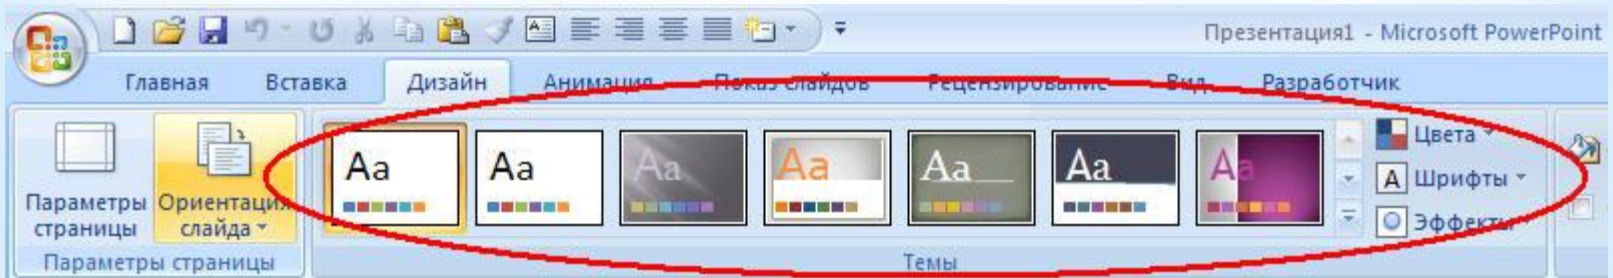 Презентация1 - Microsoft PowerPoint
Главная Вставка Дизайн Анимация Показ слайдов Рецензирование Вид Разработчик
Aa Aa Aa Aa Aa Aa Aa
Цвета
A Шрифты
Эффекты
Параметры страницы
Ориентация слайда
Параметры страницы Темы